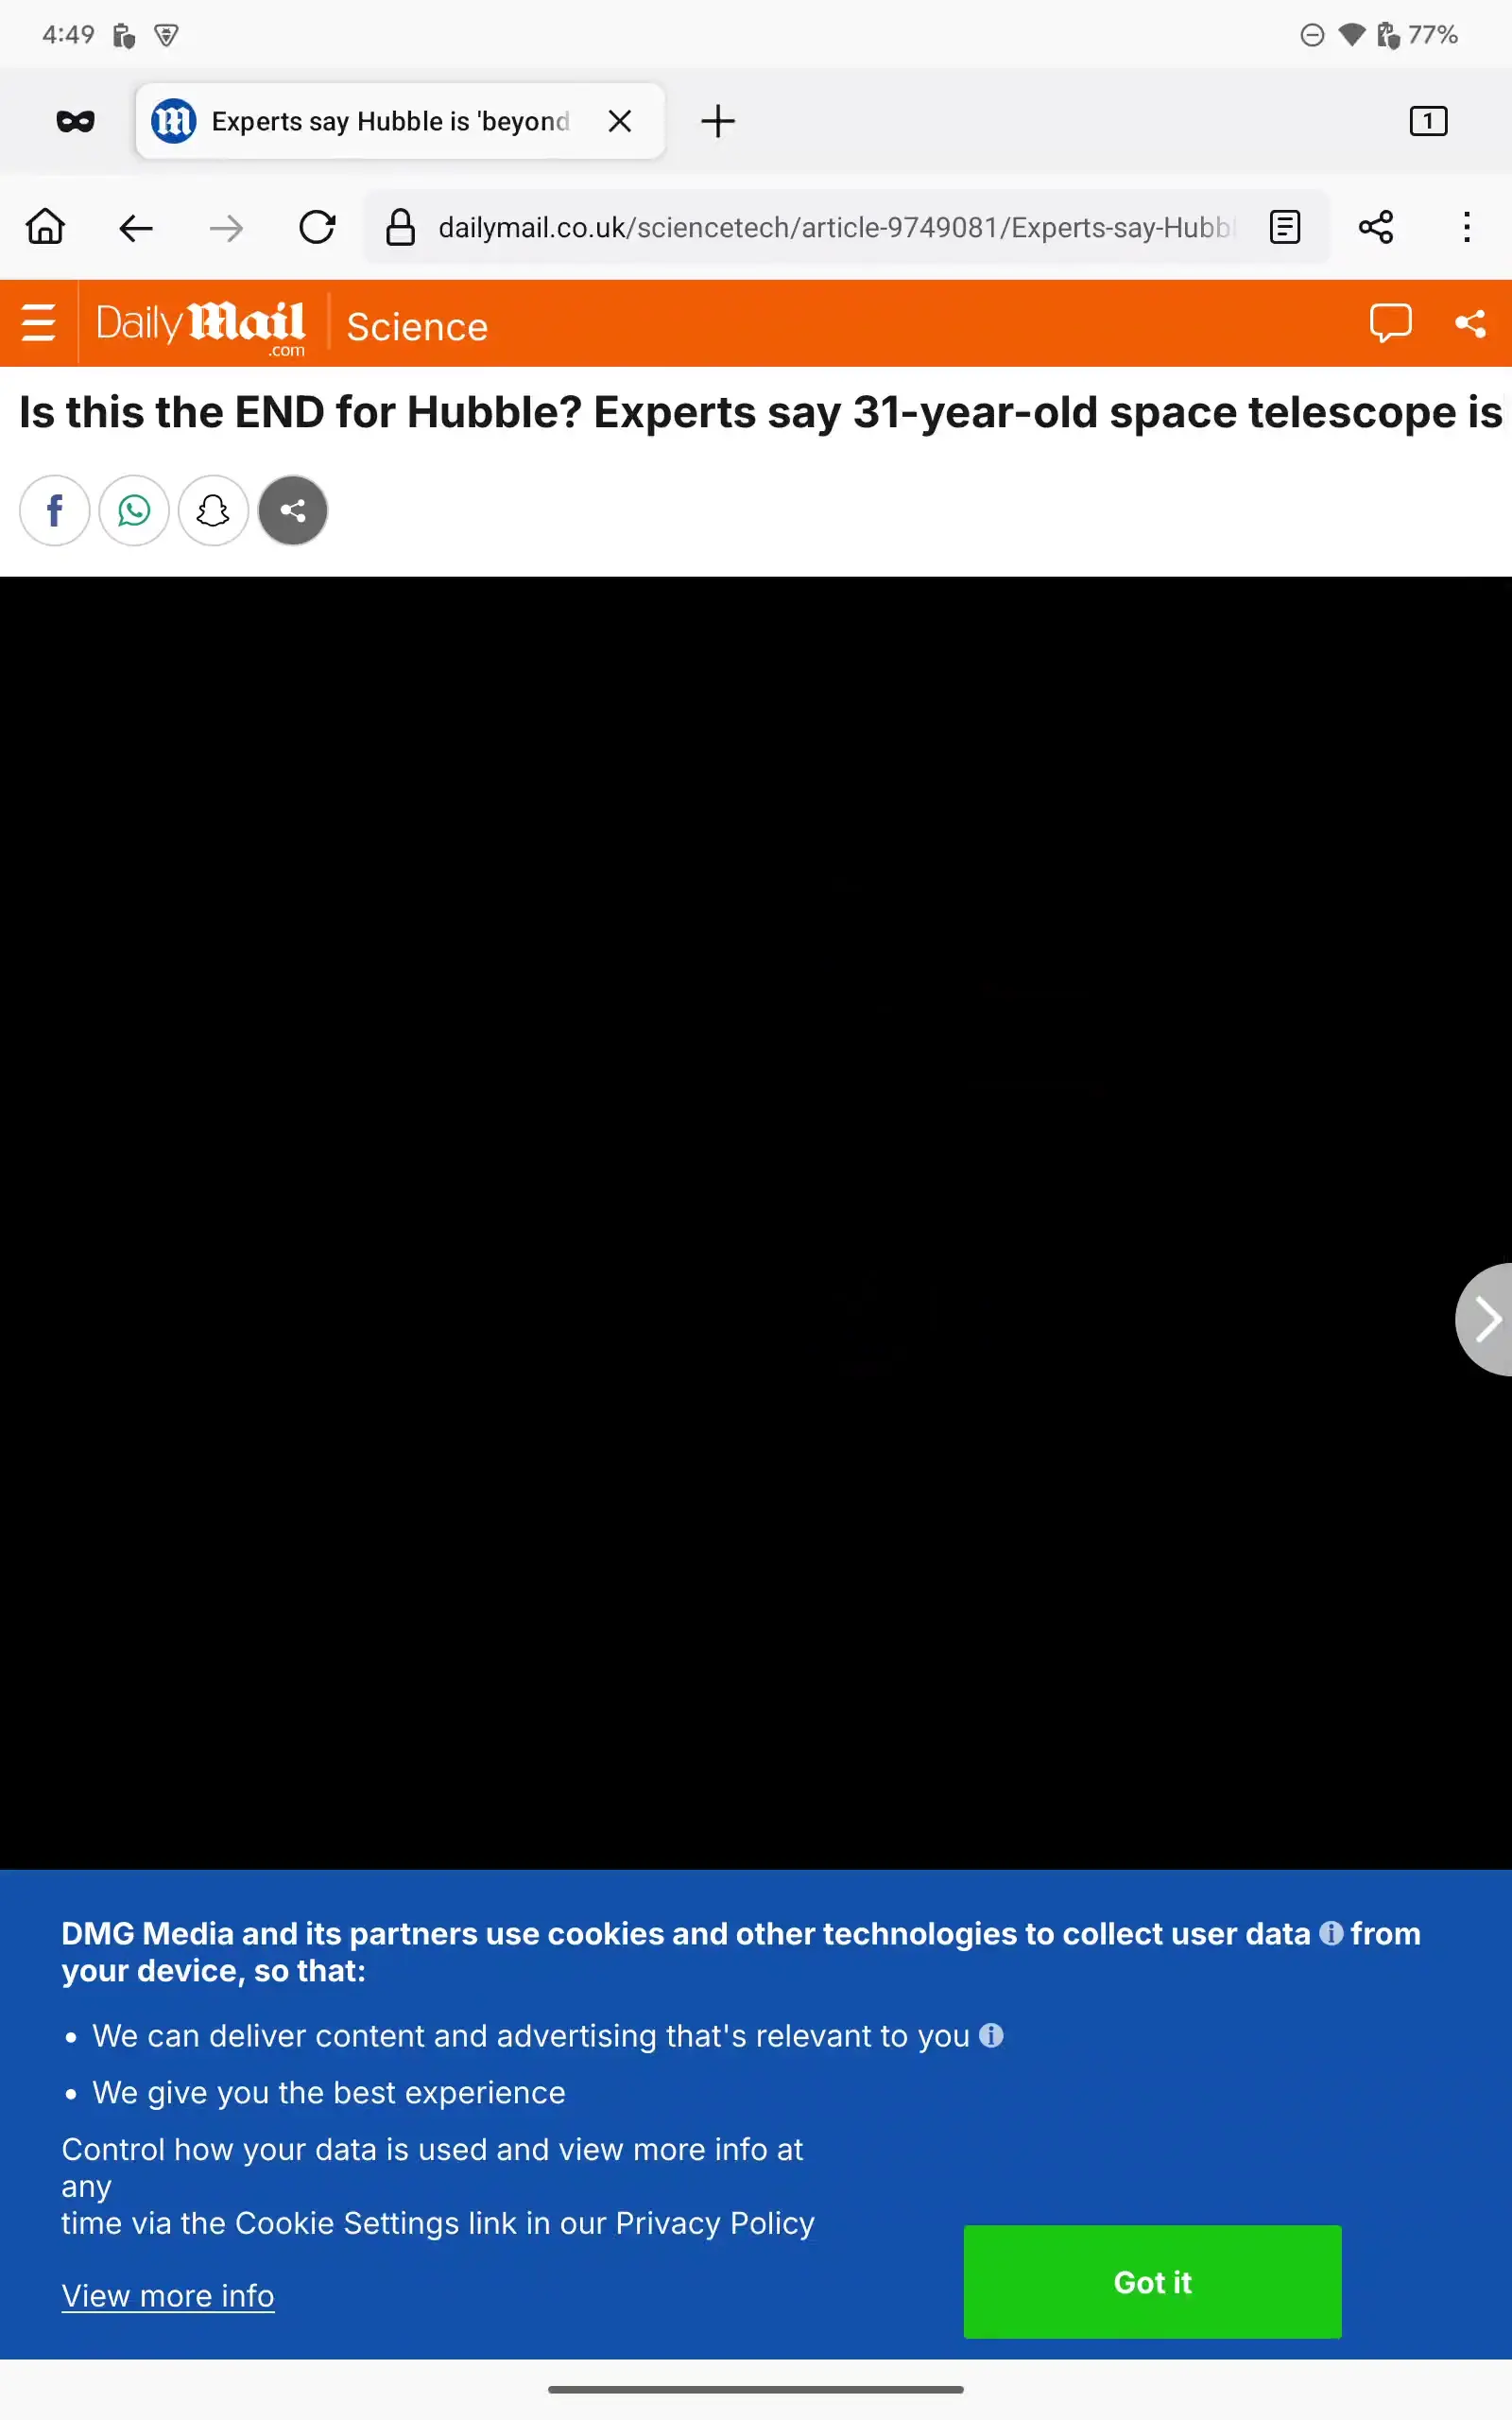 4:49
77%
Experts say Hubble is 'beyond
1
dailymail.co.uk/sciencetech/article-9749081/Experts-say-Hubbl
Daily Mail
.com
Science
Is this the END for Hubble? Experts say 31-year-old space telescope is
DMG Media and its partners use cookies and other technologies to collect user data from
your device, so that:
• We can deliver content and advertising that's relevant to you
• We give you the best experience
Control how your data is used and view more info at
any
time via the Cookie Settings link in our Privacy Policy
View more info
Got it